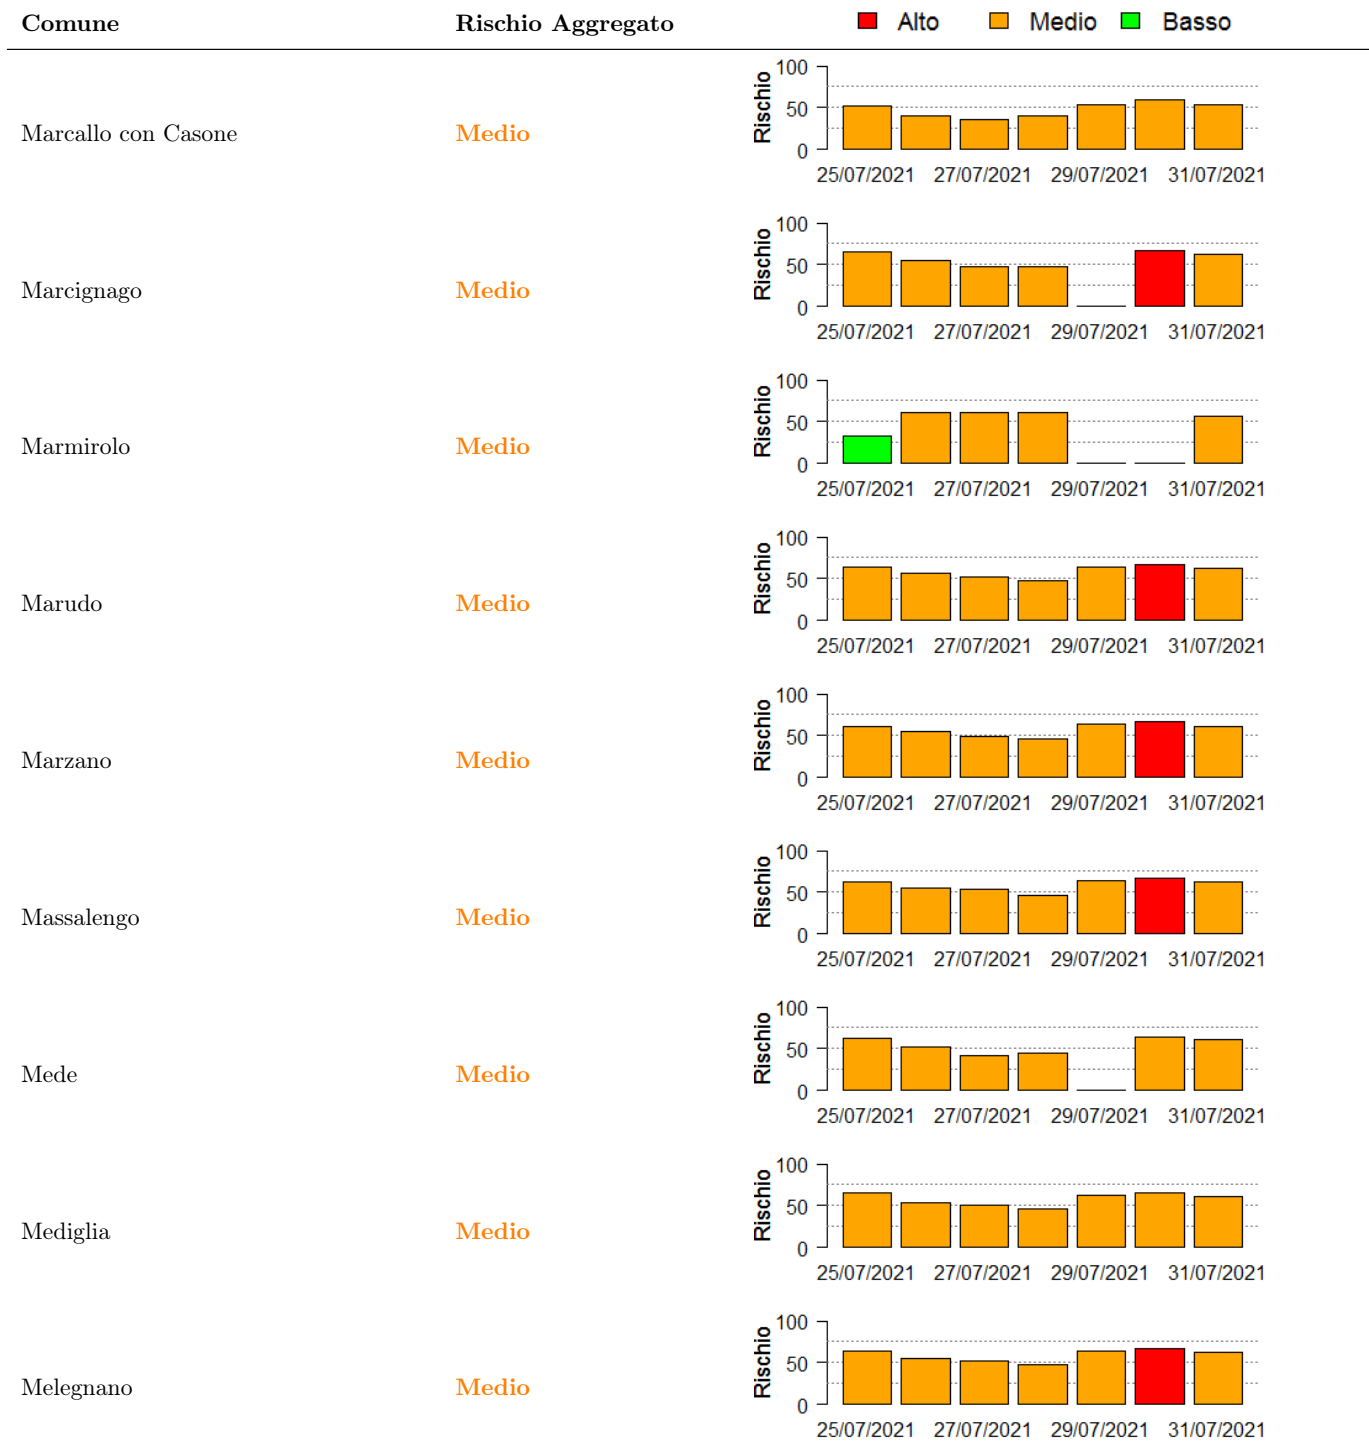 Comune Rischio Aggregato Alto Medio Basso
100
50
0
Rischio
Marcallo con Casone Medio
25/07/2021 27/07/2021 29/07/2021 31/07/2021
100
50
0
Rischio
Marcignago Medio
25/07/2021 27/07/2021 29/07/2021 31/07/2021
100
50
0
Rischio
Marmirolo Medio
25/07/2021 27/07/2021 29/07/2021 31/07/2021
100
50
0
Rischio
Marudo Medio
25/07/2021 27/07/2021 29/07/2021 31/07/2021
100
50
0
Rischio
Marzano Medio
25/07/2021 27/07/2021 29/07/2021 31/07/2021
100
50
0
Rischio
Massalengo Medio
25/07/2021 27/07/2021 29/07/2021 31/07/2021
100
50
0
Rischio
Mede Medio
25/07/2021 27/07/2021 29/07/2021 31/07/2021
100
50
0
Rischio
Mediglia Medio
25/07/2021 27/07/2021 29/07/2021 31/07/2021
100
50
0
Rischio
Melegnano Medio
25/07/2021 27/07/2021 29/07/2021 31/07/2021